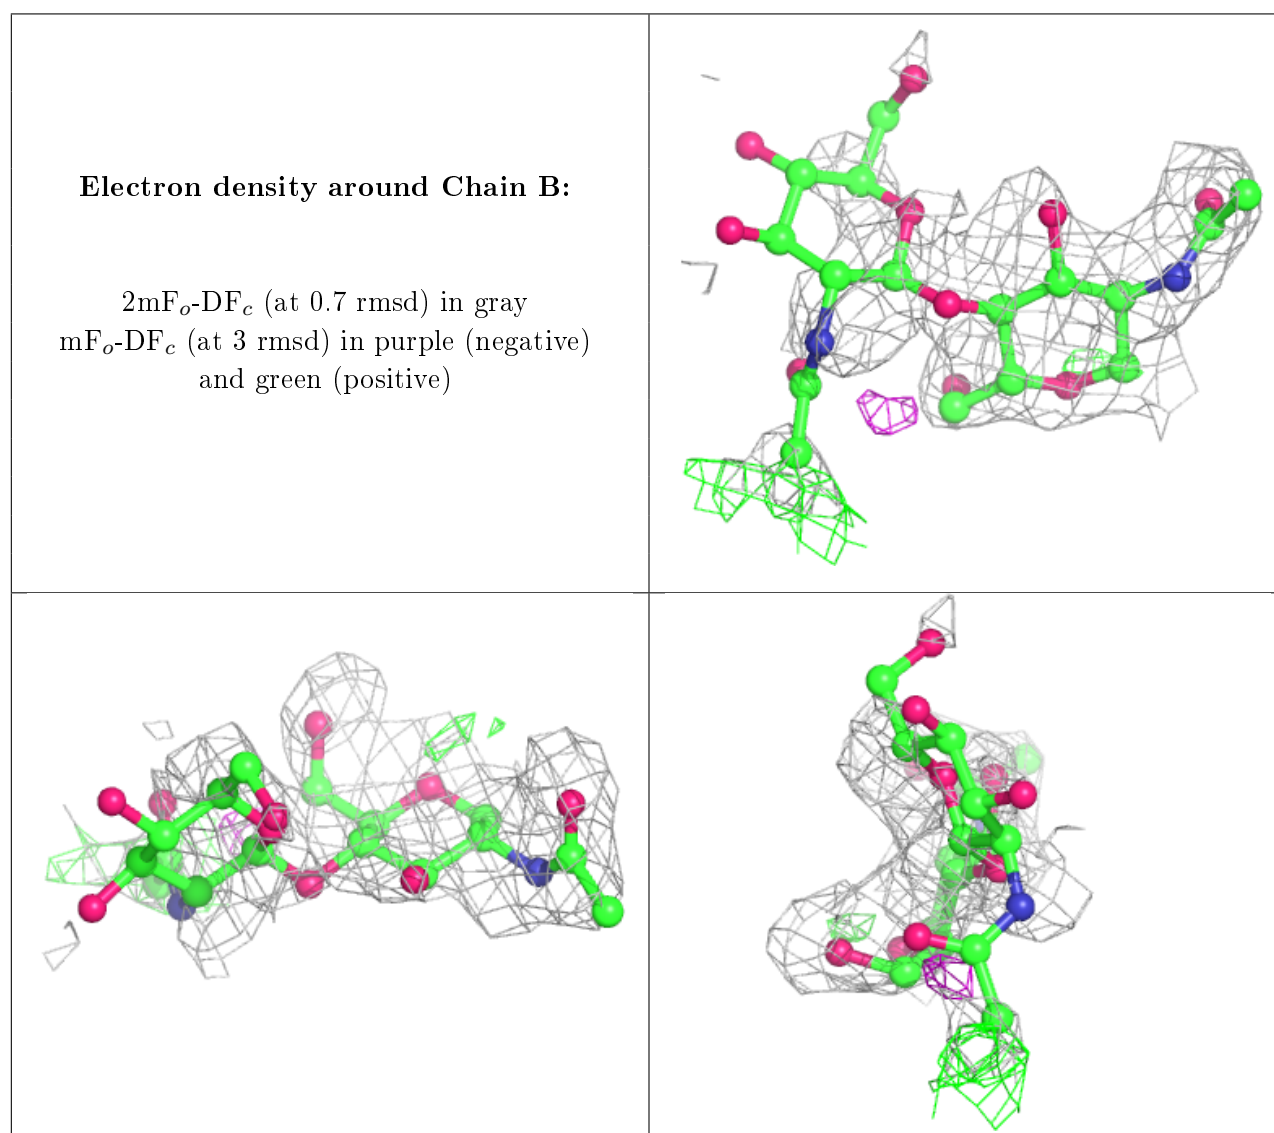 Electron density around Chain B:
2mFₒ-DF𝑐 (at 0.7 rmsd) in gray
mFₒ-DF𝑐 (at 3 rmsd) in purple (negative)
and green (positive)